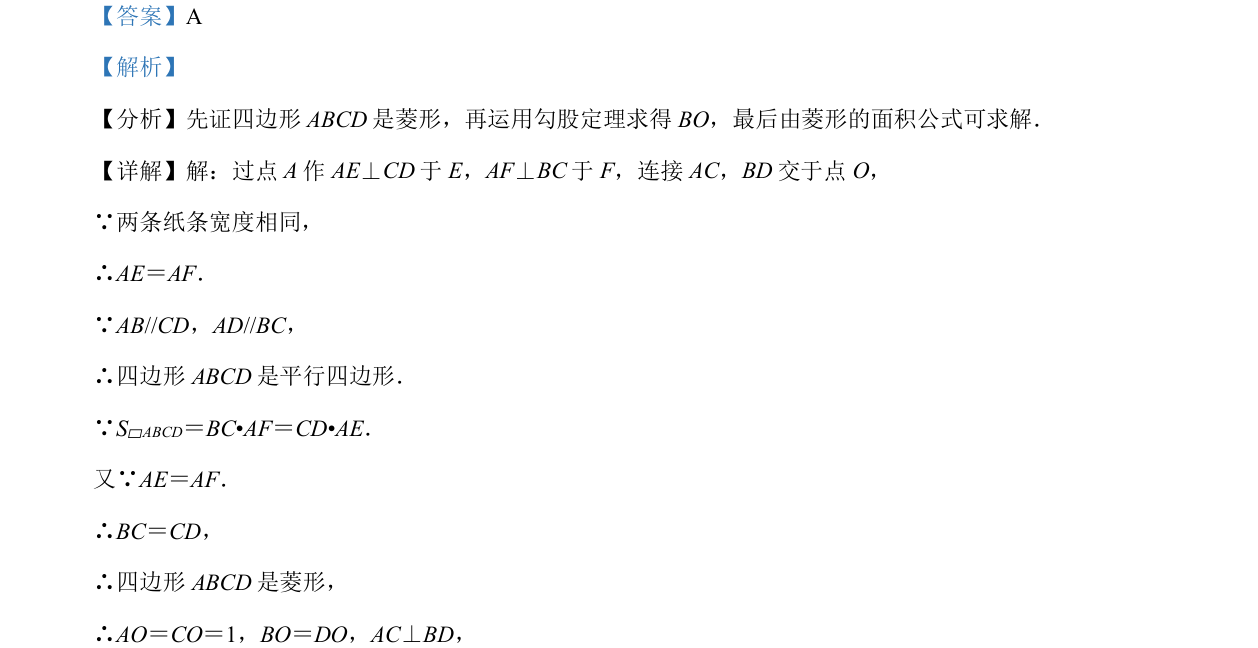 【答案】A
【解析】
【分析】先证四边形 ABCD 是菱形，再运用勾股定理求得 BO，最后由菱形的面积公式可求解．
【详解】解：过点 A 作 AE⊥CD 于 E，AF⊥BC 于 F，连接 AC，BD 交于点 O，
∵两条纸条宽度相同，
∴AE＝AF．
∵AB//CD，AD//BC，
∴四边形 ABCD 是平行四边形．
∵S▱ABCD＝BC•AF＝CD•AE．
又∵AE＝AF．
∴BC＝CD，
∴四边形 ABCD 是菱形，
∴AO＝CO＝1，BO＝DO，AC⊥BD，